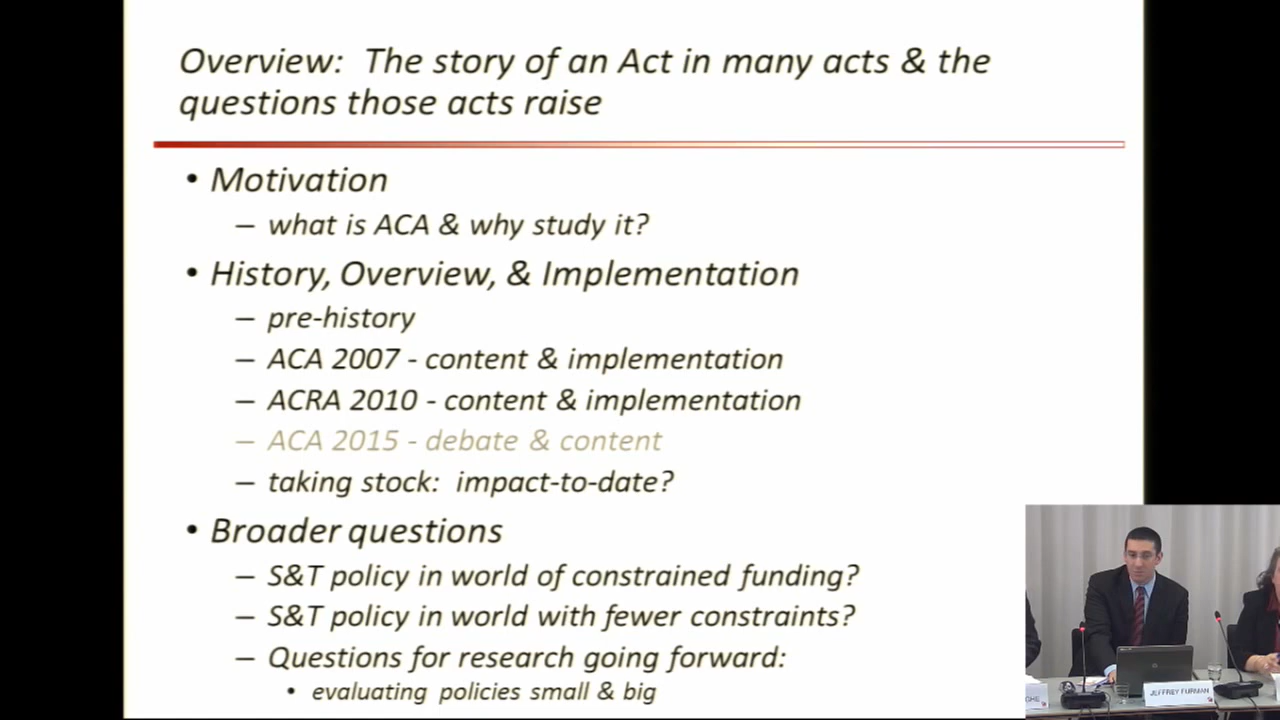 Overview: The story of an Act in many acts & the
questions those acts raise
• Motivation
– what is ACA & why study it?
• History, Overview, & Implementation
– pre-history
– ACA 2007 - content & implementation
– ACRA 2010 - content & implementation
– ACA 2015 - debate & content
– taking stock: impact-to-date?
• Broader questions
– S&T policy in world of constrained funding?
– S&T policy in world with fewer constraints?
– Questions for research going forward:
• evaluating policies small & big
JEFFREY FURMAN